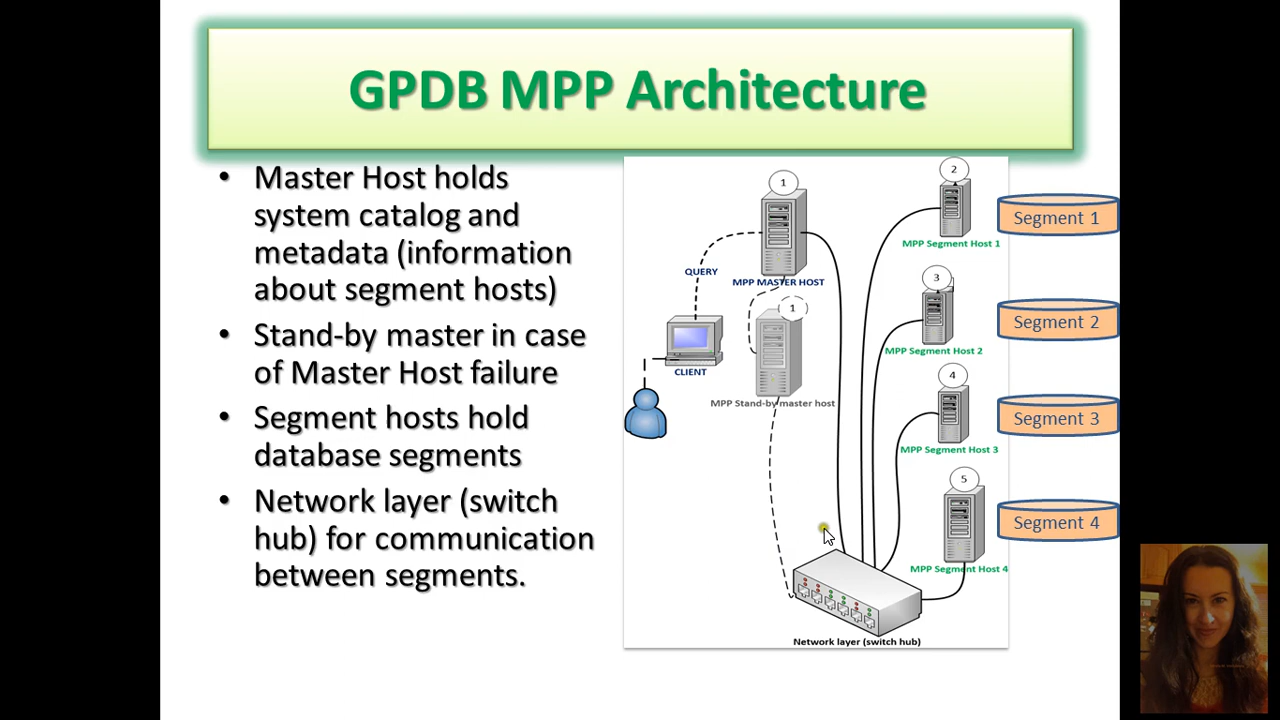 GPDB MPP Architecture
• Master Host holds
system catalog and
metadata (information
about segment hosts)
• Stand-by master in case
of Master Host failure
• Segment hosts hold
database segments
• Network layer (switch
hub) for communication
between segments.
1
QUERY
MPP MASTER HOST
1
CLIENT
MPP Stand-by master host
2
MPP Segment Host 1
Segment 1
3
MPP Segment Host 2
Segment 2
4
MPP Segment Host 3
Segment 3
5
MPP Segment Host 4
Segment 4
Network layer (switch hub)